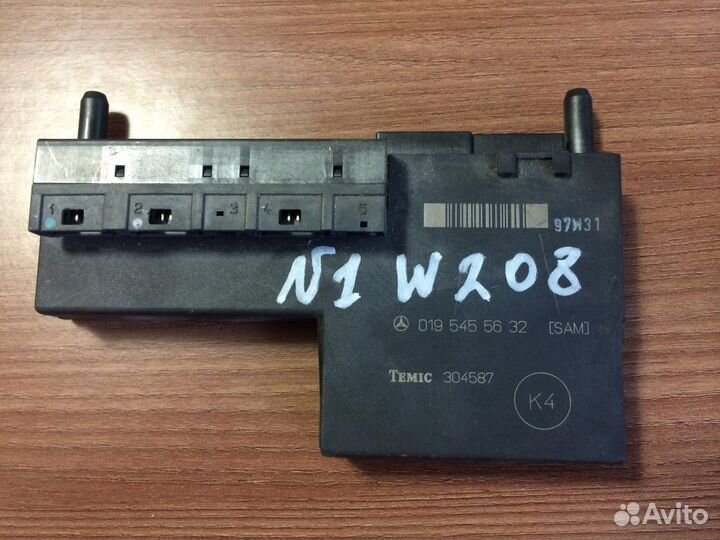 1 2 3 4 5
97W31
N1 W208
019 545 56 32 [SAM]
TEMIC 304587
K4
Avito